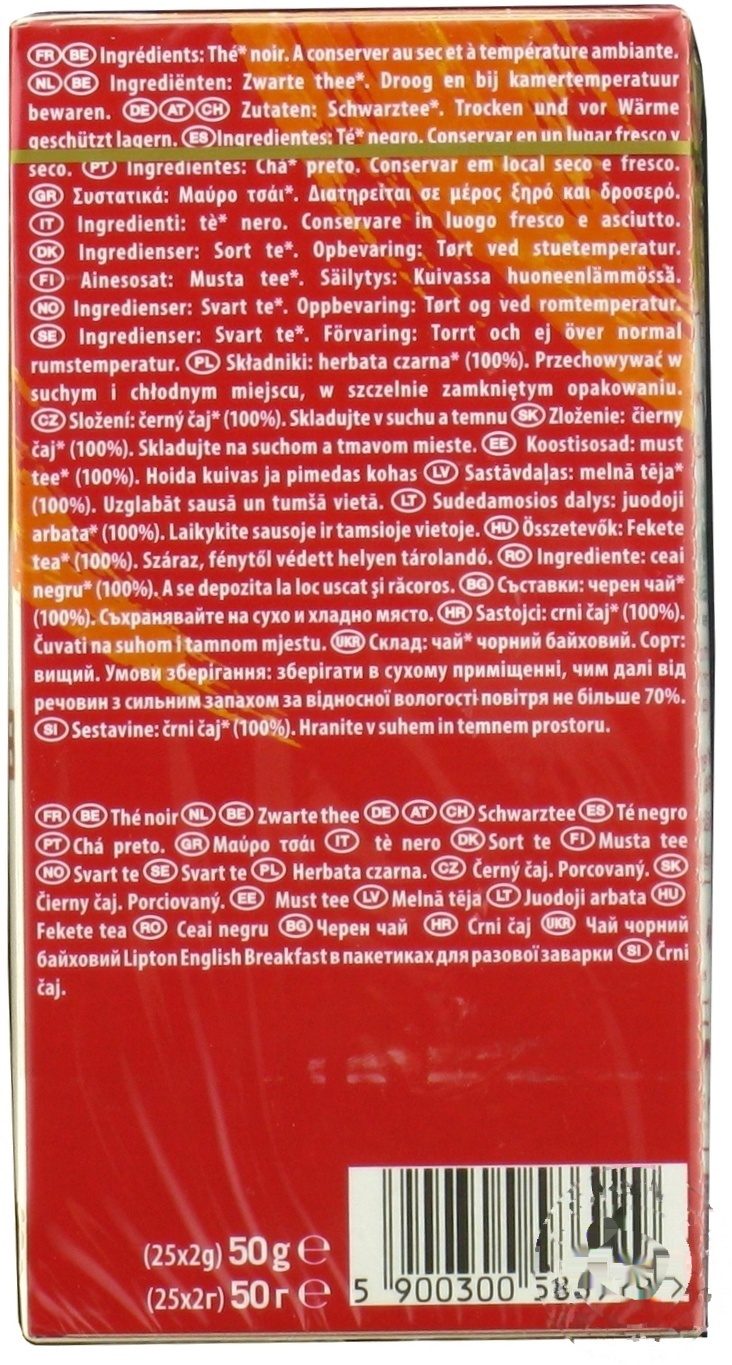 FR BE Ingrédients: Thé* noir. A conserver au sec et à température ambiante.
NL BE Ingrediënten: Zwarte thee*. Droog en bij kamertemperatuur
bewaren. DE AT CH Zutaten: Schwarztee*. Trocken und vor Wärme
geschützt lagern. ES Ingredientes: Té* negro. Conservar en un lugar fresco y
seco. PT Ingredientes: Chá* preto. Conservar em local seco e fresco.
GR Συστατικά: Μαύρο τσάι*. Διατηρείται σε μέρος ξηρό και δροσερό.
IT Ingredienti: tè* nero. Conservare in luogo fresco e asciutto.
DK Ingredienser: Sort te*. Opbevaring: Tørt ved stuetemperatur.
FI Ainesosat: Musta tee*. Säilytys: Kuivassa huoneenlämmössä.
NO Ingredienser: Svart te*. Oppbevaring: Tørt og ved romtemperatur.
SE Ingredienser: Svart te*. Förvaring: Torrt och ej över normal
rumstemperatur. PL Składniki: herbata czarna* (100%). Przechowywać w
suchym i chłodnym miejscu, w szczelnie zamkniętym opakowaniu.
CZ Složení: černý čaj* (100%). Skladujte v suchu a temnu SK Zloženie: čierny
čaj* (100%). Skladujte na suchom a tmavom mieste. EE Koostisosad: must
tee* (100%). Hoida kuivas ja pimedas kohas LV Sastāvdaļas: melnā tēja*
(100%). Uzglabāt sausā un tumšā vietā. LT Sudedamosios dalys: juodoji
arbata* (100%). Laikykite sausoje ir tamsioje vietoje. HU Összetevők: Fekete
tea* (100%). Száraz, fénytől védett helyen tárolandó. RO Ingrediente: ceai
negru* (100%). A se depozita la loc uscat şi răcoros. BG Съставки: черен чай*
(100%). Съхранявайте на сухо и хладно място. HR Sastojci: crni čaj* (100%).
Čuvati na suhom i tamnom mjestu. UKR Склад: чай* чорний байховий. Сорт:
вищий. Умови зберігання: зберігати в сухому приміщенні, чим далі від
речовин з сильним запахом за відносної вологості повітря не більше 70%.
SI Sestavine: črni čaj* (100%). Hranite v suhem in temnem prostoru.
FR BE Thé noir NL BE Zwarte thee DE AT CH Schwarztee ES Té negro
PT Chá preto. GR Μαύρο τσάι IT tè nero DK Sort te FI Musta tee
NO Svart te SE Svart te PL Herbata czarna. CZ Černý čaj. Porcovaný. SK
Čierny čaj. Porciovaný. EE Must tee LV Melnā tēja LT Juodoji arbata HU
Fekete tea RO Ceai negru BG Черен чай HR Crni čaj UKR Чай чорний
байховий Lipton English Breakfast в пакетиках для разової заварки SI Črni
čaj.
(25x2g) 50 g e
(25x2г) 50 г e
5 900300